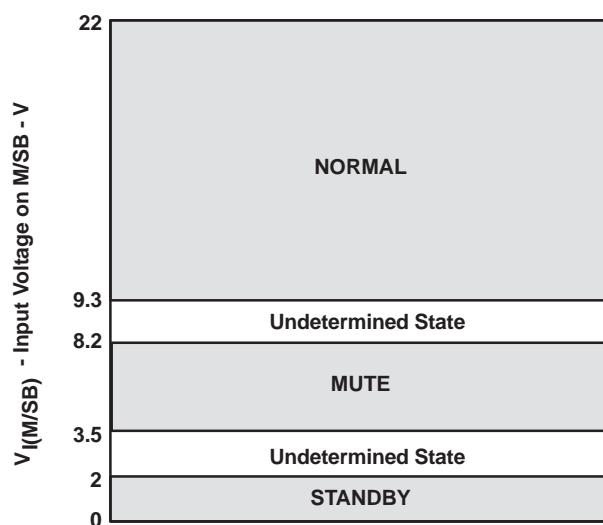 22
NORMAL
9.3
Undetermined State
8.2
MUTE
3.5
Undetermined State
2
STANDBY
0
VI(M/SB) - Input Voltage on M/SB - V